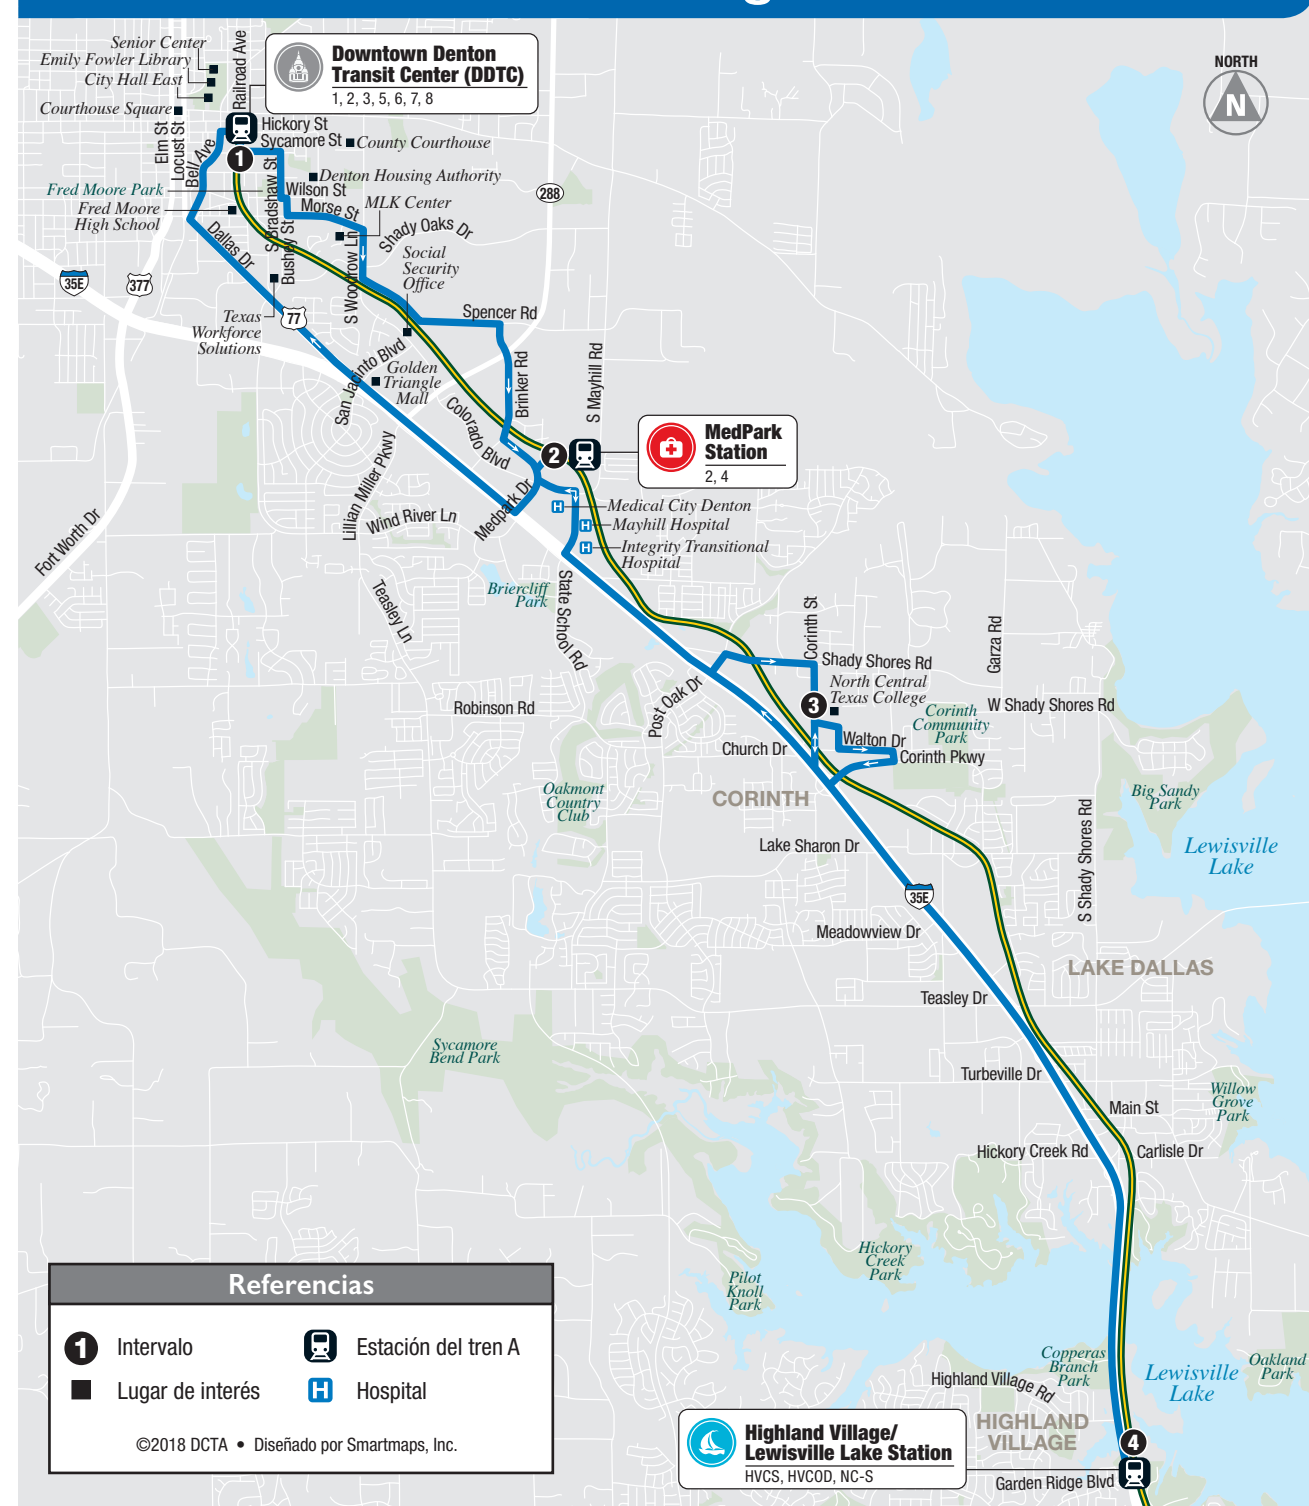 g
NORTH
N
Senior Center
Emily Fowler Library
City Hall East
Courthouse Square
Railroad Ave
Downtown Denton
Transit Center (DDTC)
1, 2, 3, 5, 6, 7, 8
Elm St
Locust St
Bell Ave
Hickory St
Sycamore St
County Courthouse
1
Denton Housing Authority
288
Fred Moore Park
Wilson St
Morse St
MLK Center
Fred Moore
High School
S Bradshaw St
Bushey St
Shady Oaks Dr
Dallas Dr
Social
Security
Office
S Woodrow Ln
35E
377
77
Texas
Workforce
Solutions
Spencer Rd
San Jacinto Blvd
Golden
Triangle
Mall
Brinker Rd
S Mayhill Rd
Colorado Blvd
2
MedPark
Station
2, 4
Lillian Miller Pkwy
Medpark Dr
Wind River Ln
H
Medical City Denton
H
Mayhill Hospital
H
Integrity Transitional
Hospital
Fort Worth Dr
Briercliff
Park
Teasley Ln
State School Rd
Corinth St
Garza Rd
Shady Shores Rd
North Central
Texas College
3
Robinson Rd
Post Oak Dr
W Shady Shores Rd
Corinth
Community
Park
Church Dr
Walton Dr
Corinth Pkwy
Oakmont
Country
Club
CORINTH
Big Sandy
Park
Lake Sharon Dr
S Shady Shores Rd
Lewisville
Lake
35E
Meadowview Dr
LAKE DALLAS
Teasley Dr
Sycamore
Bend Park
Turbeville Dr
Willow
Grove
Park
Main St
Hickory Creek Rd
Carlisle Dr
Hickory
Creek
Park
Pilot
Knoll
Park
Copperas
Branch
Park
Lewisville
Lake
Oakland
Park
Highland Village Rd
HIGHLAND
VILLAGE
Highland Village/
Lewisville Lake Station
HVCS, HVCOD, NC-S
4
Garden Ridge Blvd
Referencias
1 Intervalo
Estación del tren A
Lugar de interés
H Hospital
©2018 DCTA • Diseñado por Smartmaps, Inc.